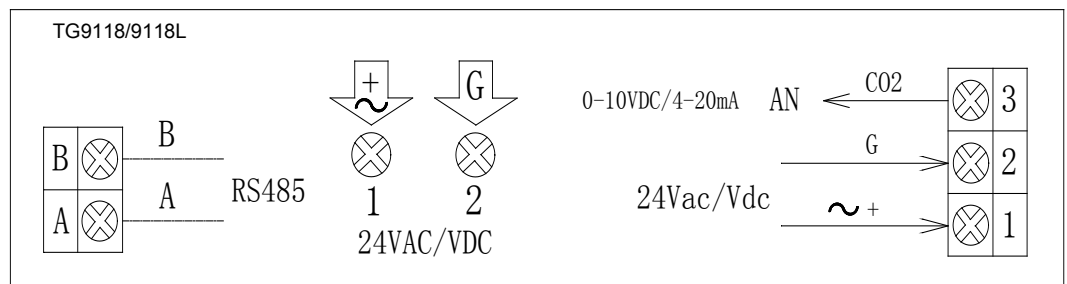 TG9118/9118L
B B
A A
RS485
+ G
~
1 2
24VAC/VDC
0-10VDC/4-20mA AN CO2 3
G 2
24Vac/Vdc
~ + 1